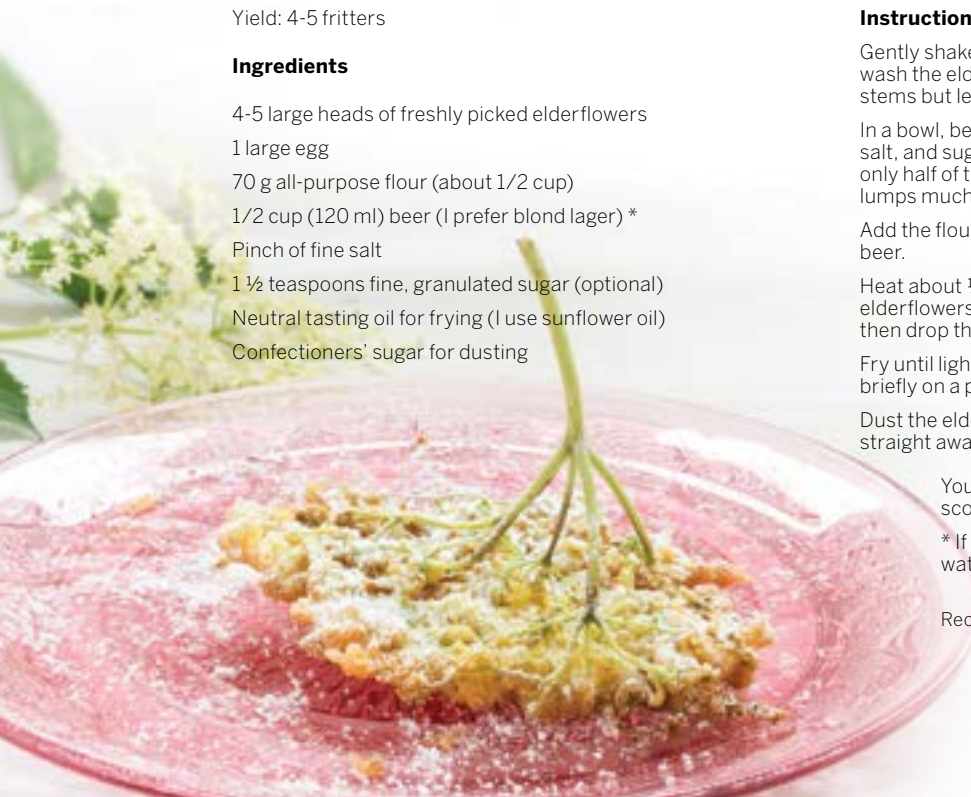 Yield: 4-5 fritters
Ingredients
4-5 large heads of freshly picked elderflowers
1 large egg
70 g all-purpose flour (about 1/2 cup)
1/2 cup (120 ml) beer (I prefer blond lager) *
Pinch of fine salt
1 ½ teaspoons fine, granulated sugar (optional)
Neutral tasting oil for frying (I use sunflower oil)
Confectioners' sugar for dusting
Instruction
Gently shake
wash the eld
stems but le
In a bowl, be
salt, and sug
only half of t
lumps much
Add the flou
beer.
Heat about
elderflowers
then drop th
Fry until ligh
briefly on a p
Dust the eld
straight awa
You
sco
* If
wat
Rec